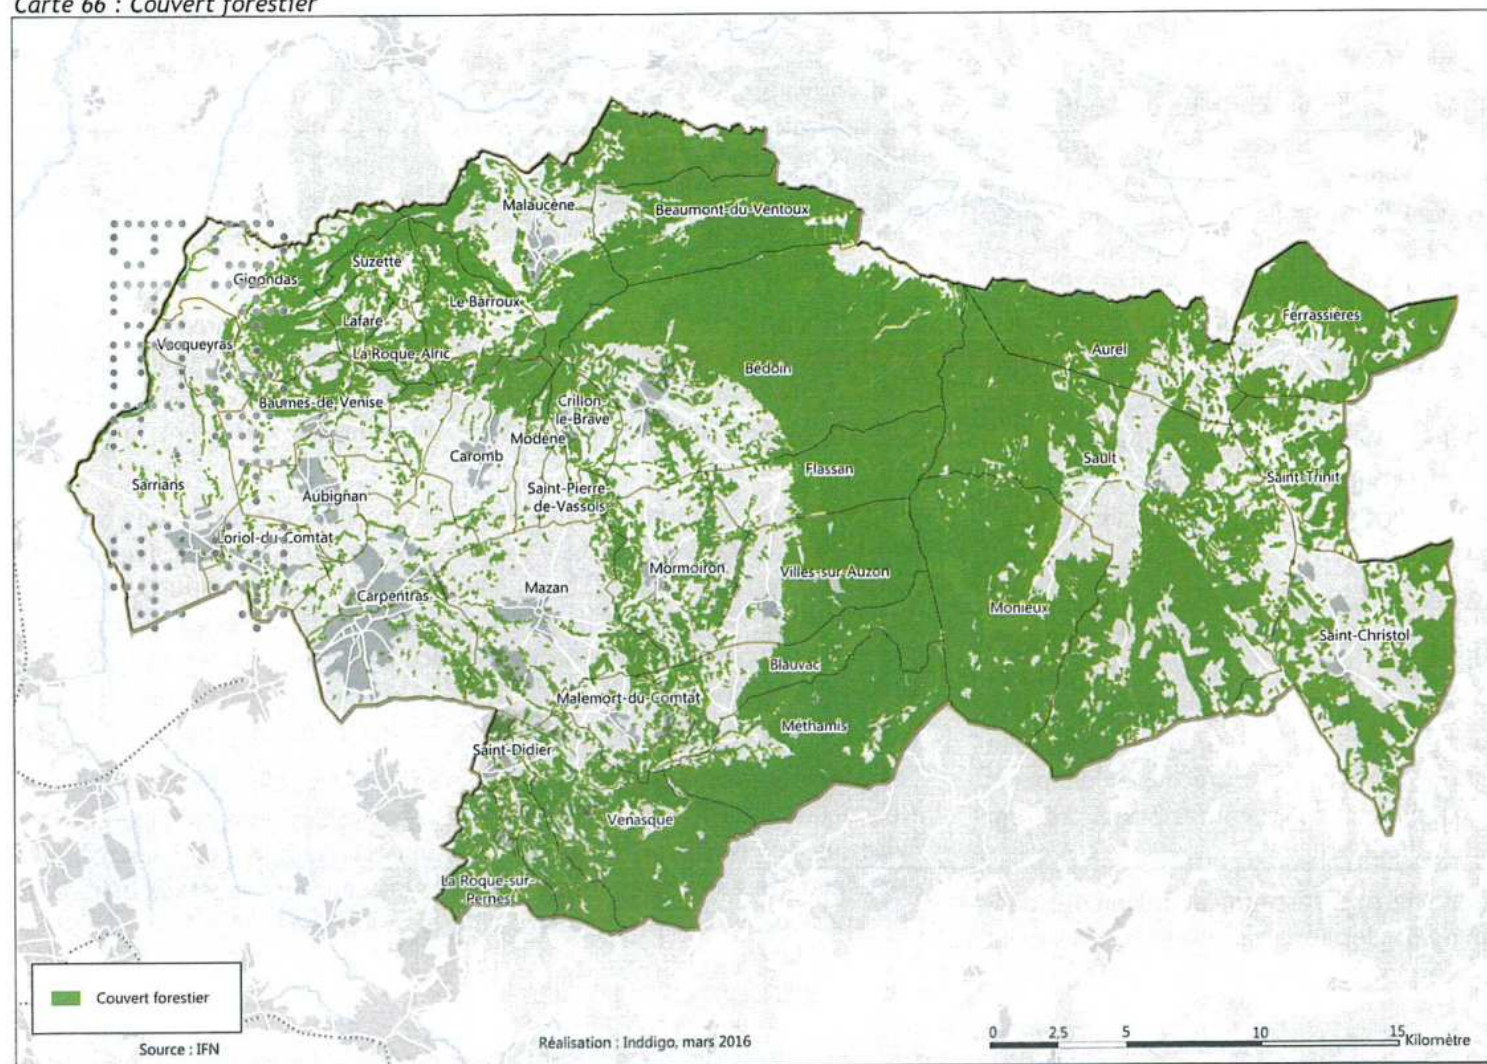 Carte 66 : Couvert forestier
Malaucène
Beaumont-du-Ventoux
Suzette
Gigondas
Le Barroux
Ferrassières
Lafare
Vacqueyras
La Roque-Alric
Aurel
Bédoin
Baumes-de-Venise
Crillon-
le-Brave
Modène
Caromb
Sault
Flassan
Saint-Trinit
Sarrians
Aubignan
Saint-Pierre-
de-Vassols
Loriol-du-Comtat
Mormoiron
Villes-sur-Auzon
Carpentras
Mazan
Monieux
Saint-Christol
Blauvac
Malemort-du-Comtat
Méthamis
Saint-Didier
Venasque
La Roque-sur-
Pernes
Couvert forestier
Source : IFN
Réalisation : Inddigo, mars 2016
0 2,5 5 10 15 Kilomètre